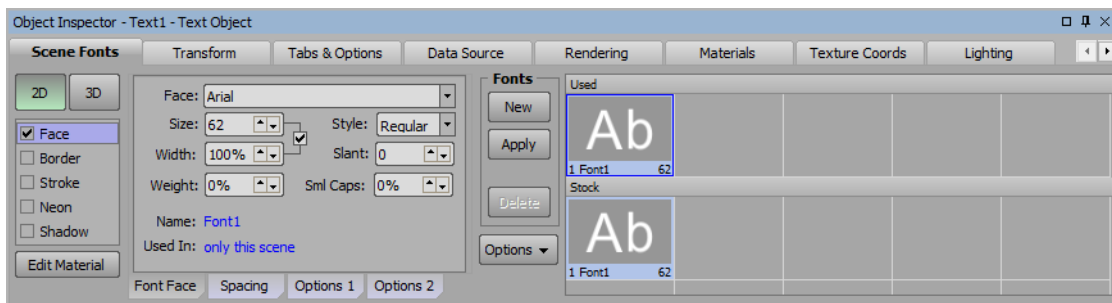 Object Inspector - Text1 - Text Object
Scene Fonts Transform Tabs & Options Data Source Rendering Materials Texture Coords Lighting
2D 3D
Face
Border
Stroke
Neon
Shadow
Edit Material
Face: Arial
Size: 62 Style: Regular
Width: 100% Slant: 0
Weight: 0% Sml Caps: 0%
Name: Font1
Used In: only this scene
Font Face Spacing Options 1 Options 2
Fonts
New
Apply
Delete
Options
Used
Ab
1 Font1 62
Stock
Ab
1 Font1 62